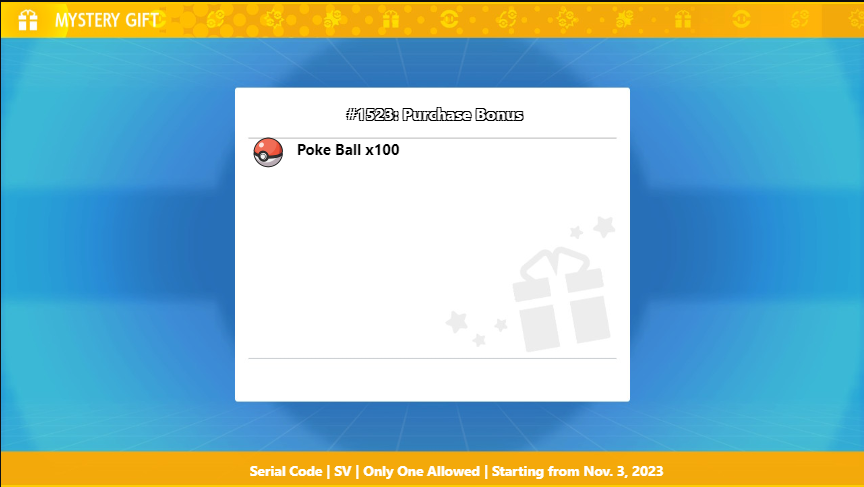 MYSTERY GIFT
#1523: Purchase Bonus
Poke Ball x100
Serial Code | SV | Only One Allowed | Starting from Nov. 3, 2023